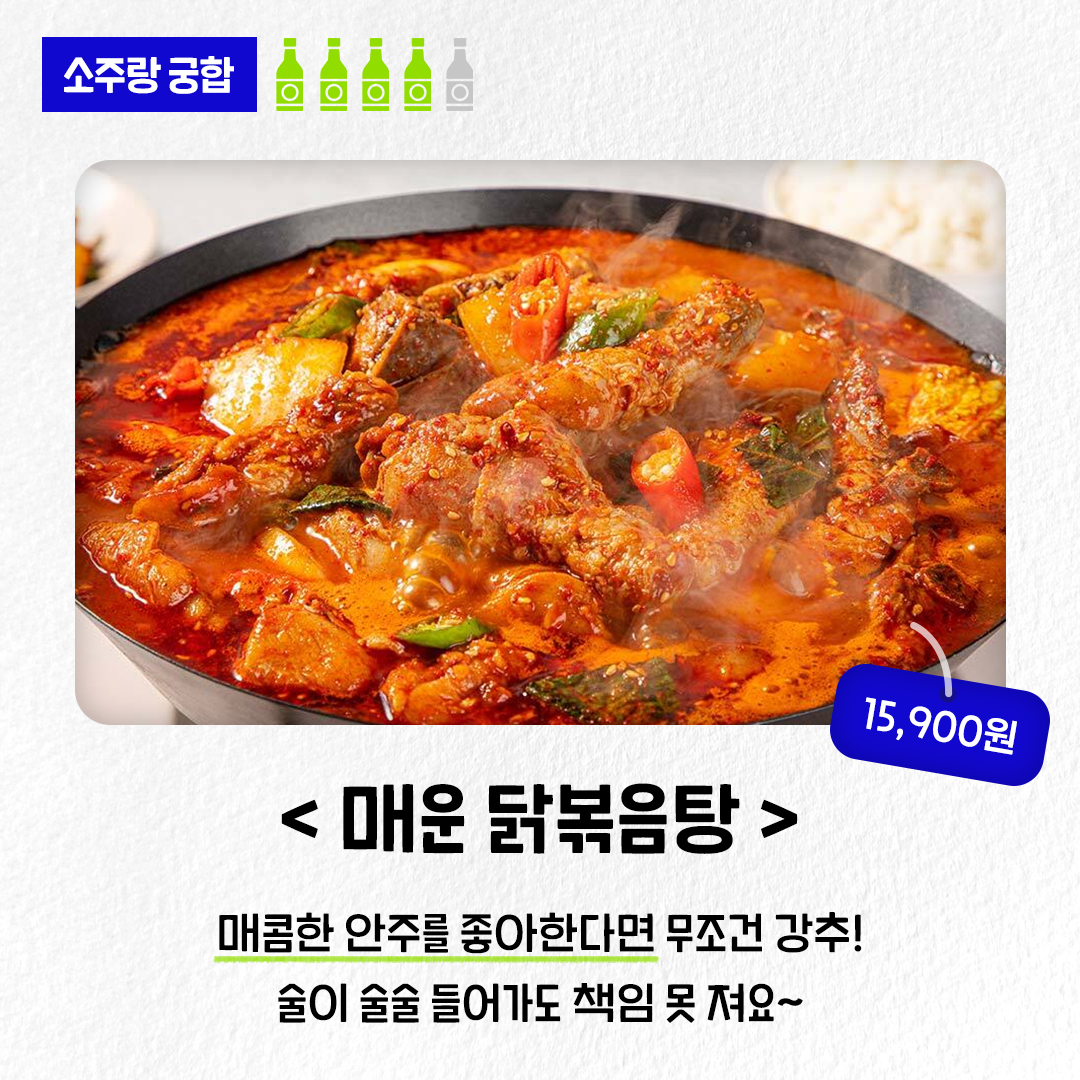 소주랑 궁합
15,900원
< 매운 닭볶음탕 >
매콤한 안주를 좋아한다면 무조건 강추!
술이 술술 들어가도 책임 못 져요~